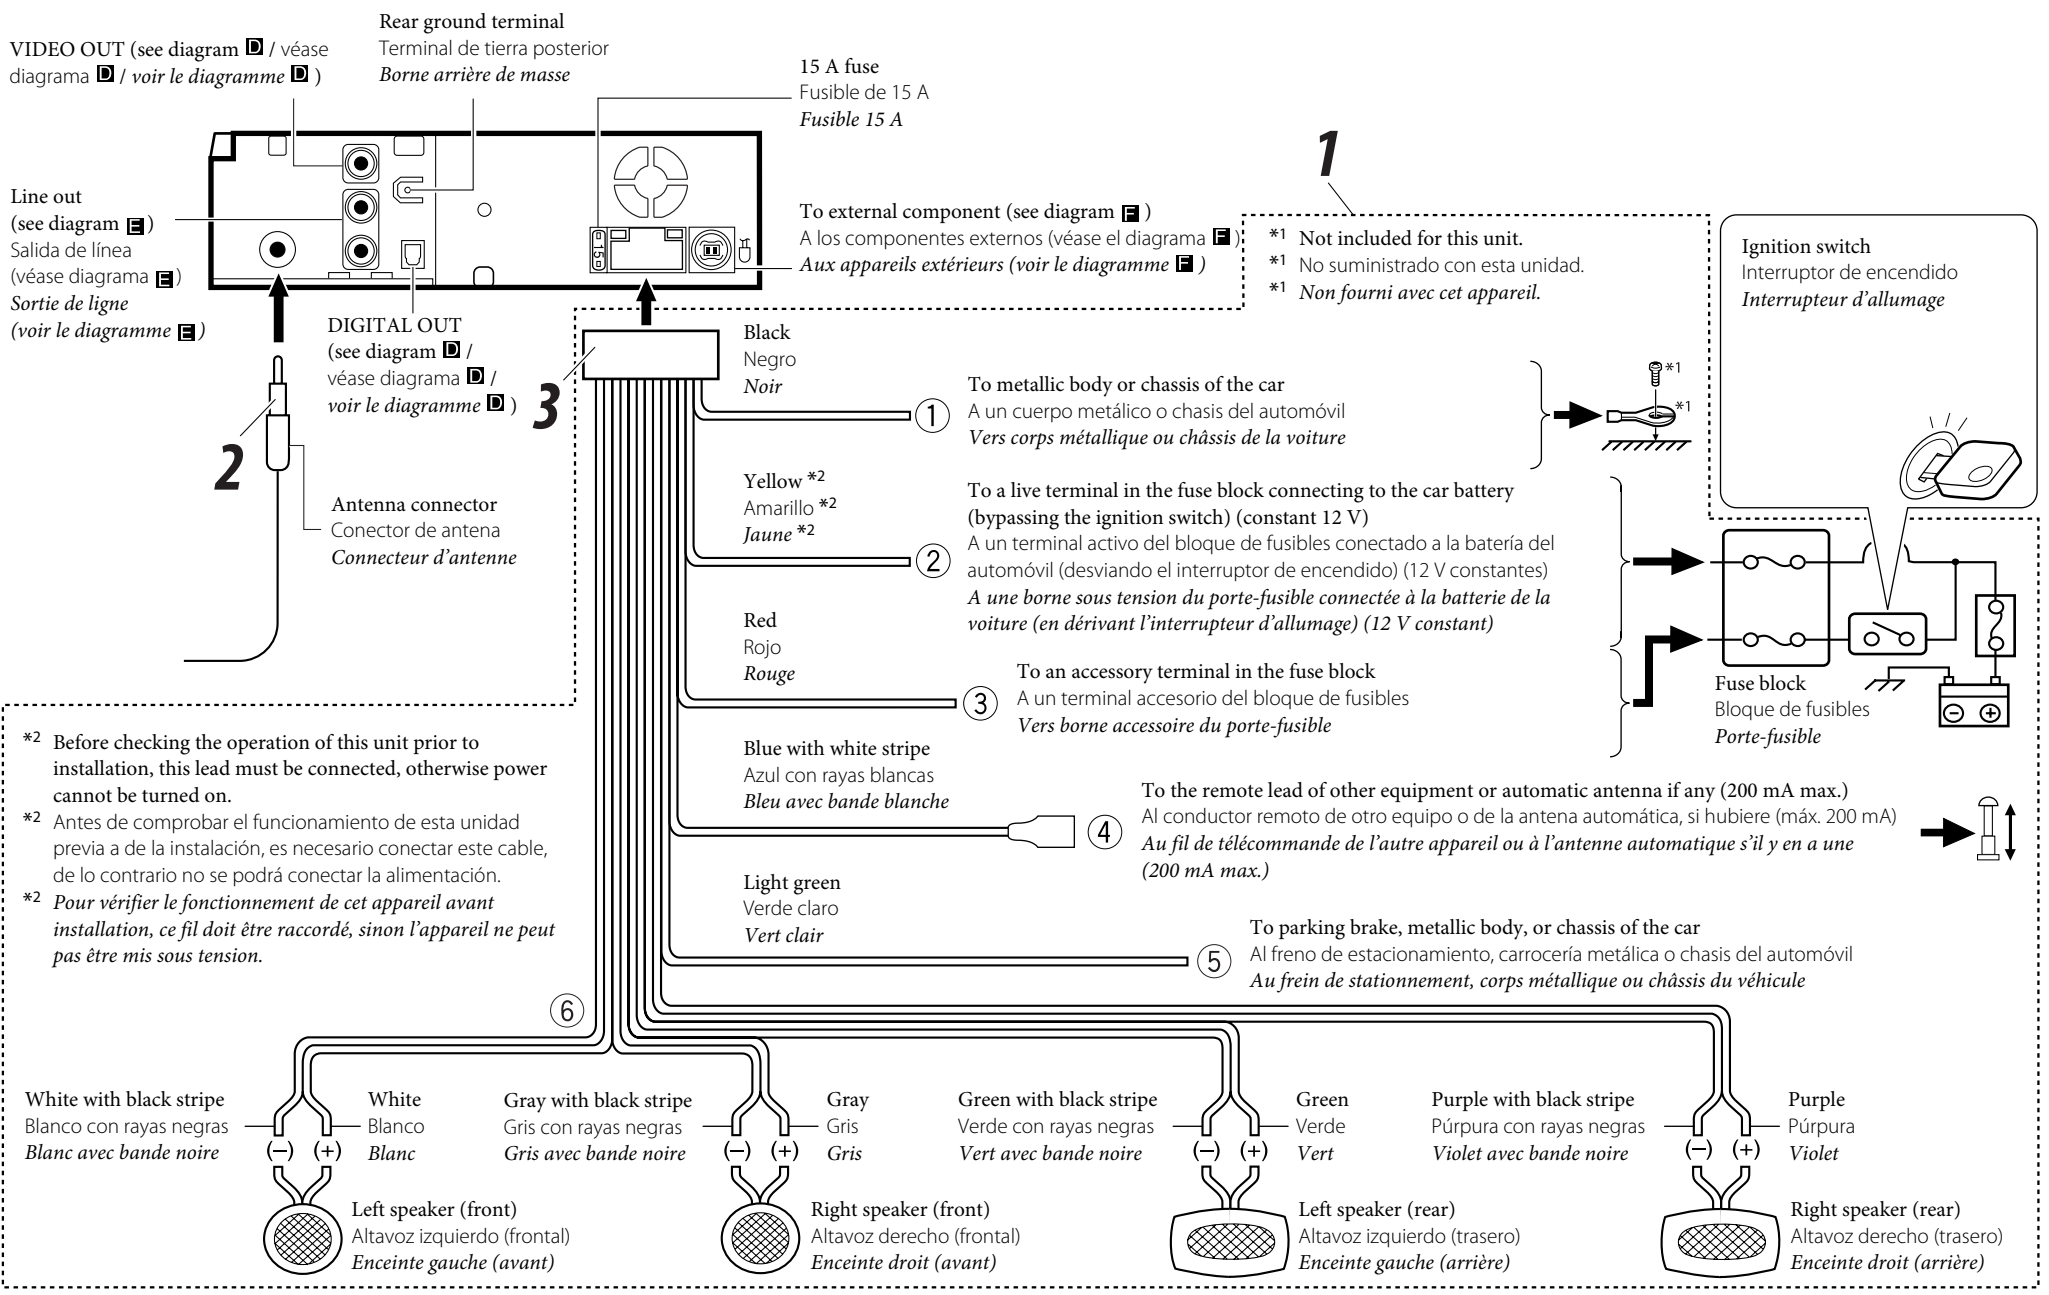 VIDEO OUT (see diagram D / véase
diagrama D / voir le diagramme D )
Rear ground terminal
Terminal de tierra posterior
Borne arrière de masse
15 A fuse
Fusible de 15 A
Fusible 15 A
1
Line out
(see diagram E )
Salida de línea
(véase diagrama E )
Sortie de ligne
(voir le diagramme E )
15
To external component (see diagram F )
A los componentes externos (véase el diagrama F )
Aux appareils extérieurs (voir le diagramme F )
*1 Not included for this unit.
*1 No suministrado con esta unidad.
*1 Non fourni avec cet appareil.
Ignition switch
Interruptor de encendido
Interrupteur d'allumage
DIGITAL OUT
(see diagram D /
véase diagrama D /
voir le diagramme D )
2
3
Antenna connector
Conector de antena
Connecteur d'antenne
Black
Negro
Noir
1
To metallic body or chassis of the car
A un cuerpo metálico o chasis del automóvil
Vers corps métallique ou châssis de la voiture
*1
*1
Yellow *2
Amarillo *2
Jaune *2
2
To a live terminal in the fuse block connecting to the car battery
(bypassing the ignition switch) (constant 12 V)
A un terminal activo del bloque de fusibles conectado a la batería del
automóvil (desviando el interruptor de encendido) (12 V constantes)
A une borne sous tension du porte-fusible connectée à la batterie de la
voiture (en dérivant l'interrupteur d'allumage) (12 V constant)
Red
Rojo
Rouge
3
To an accessory terminal in the fuse block
A un terminal accesorio del bloque de fusibles
Vers borne accessoire du porte-fusible
Fuse block
Bloque de fusibles
Porte-fusible
− +
*2 Before checking the operation of this unit prior to
installation, this lead must be connected, otherwise power
cannot be turned on.
*2 Antes de comprobar el funcionamiento de esta unidad
previa a de la instalación, es necesario conectar este cable,
de lo contrario no se podrá conectar la alimentación.
*2 Pour vérifier le fonctionnement de cet appareil avant
installation, ce fil doit être raccordé, sinon l'appareil ne peut
pas être mis sous tension.
Blue with white stripe
Azul con rayas blancas
Bleu avec bande blanche
4
To the remote lead of other equipment or automatic antenna if any (200 mA max.)
Al conductor remoto de otro equipo o de la antena automática, si hubiere (máx. 200 mA)
Au fil de télécommande de l'autre appareil ou à l'antenne automatique s'il y en a une
(200 mA max.)
Light green
Verde claro
Vert clair
5
To parking brake, metallic body, or chassis of the car
Al freno de estacionamiento, carrocería metálica o chasis del automóvil
Au frein de stationnement, corps métallique ou châssis du véhicule
6
White with black stripe
Blanco con rayas negras
Blanc avec bande noire
(−) (+)
White
Blanco
Blanc
Left speaker (front)
Altavoz izquierdo (frontal)
Enceinte gauche (avant)
Gray with black stripe
Gris con rayas negras
Gris avec bande noire
(−) (+)
Gray
Gris
Gris
Right speaker (front)
Altavoz derecho (frontal)
Enceinte droit (avant)
Green with black stripe
Verde con rayas negras
Vert avec bande noire
(−) (+)
Green
Verde
Vert
Left speaker (rear)
Altavoz izquierdo (trasero)
Enceinte gauche (arrière)
Purple with black stripe
Púrpura con rayas negras
Violet avec bande noire
(−) (+)
Purple
Púrpura
Violet
Right speaker (rear)
Altavoz derecho (trasero)
Enceinte droit (arrière)